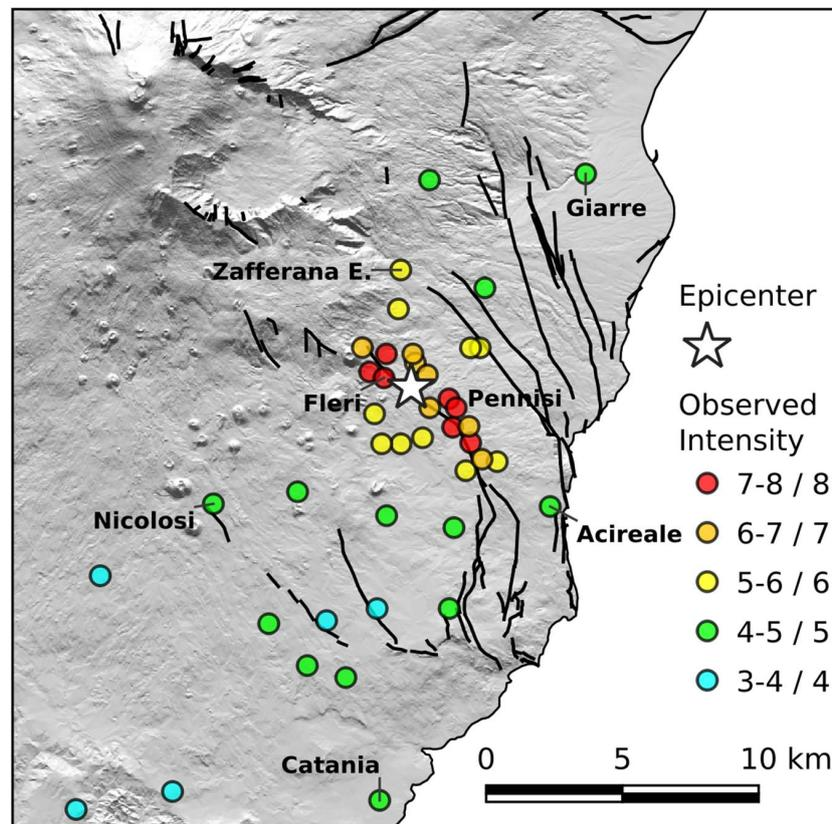 Giarre
Zafferana E.
Epicenter
Fleri
Pennisi
Observed
Intensity
7-8 / 8
6-7 / 7
5-6 / 6
4-5 / 5
3-4 / 4
Nicolosi
Acireale
Catania
0 5 10 km